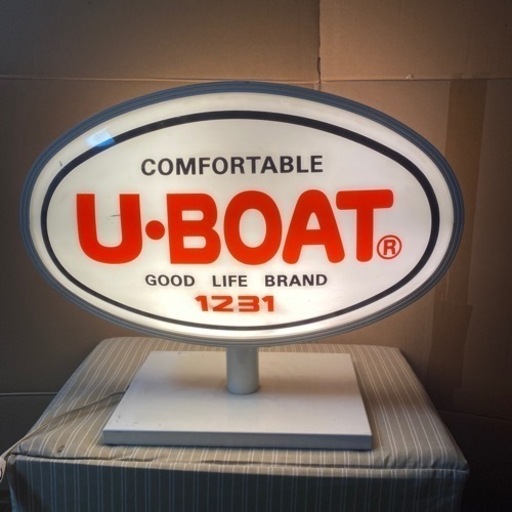 COMFORTABLE
U•BOAT®
GOOD LIFE BRAND
1231